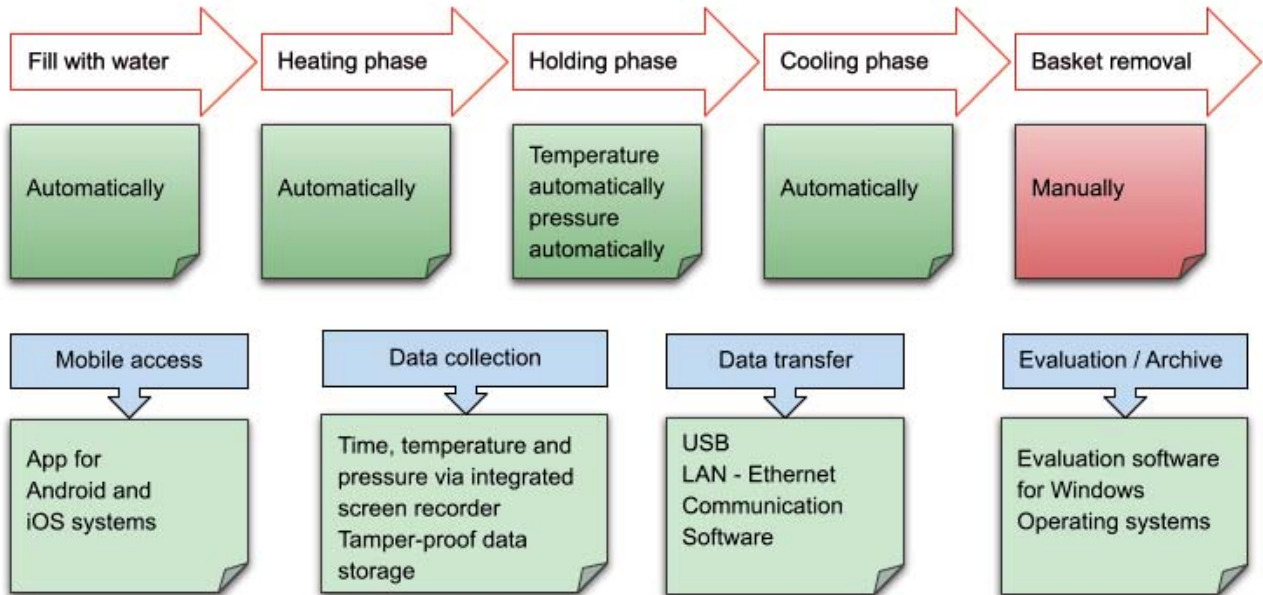 Fill with water
Heating phase
Holding phase
Cooling phase
Basket removal
Automatically
Automatically
Temperature
automatically
pressure
automatically
Automatically
Manually
Mobile access
Data collection
Data transfer
Evaluation / Archive
App for
Android and
iOS systems
Time, temperature and
pressure via integrated
screen recorder
Tamper-proof data
storage
USB
LAN - Ethernet
Communication
Software
Evaluation software
for Windows
Operating systems